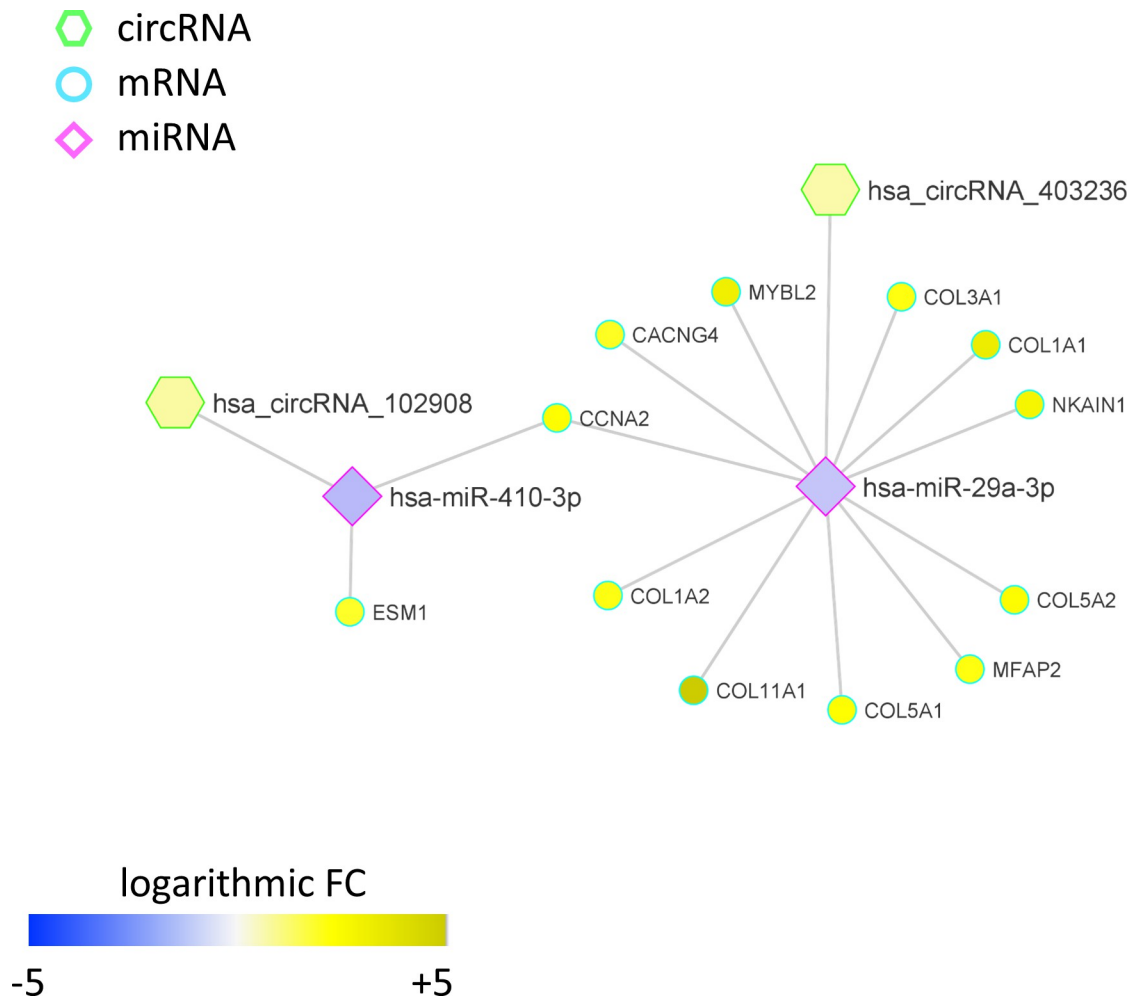 circRNA
mRNA
miRNA
hsa_circRNA_403236
MYBL2
COL3A1
CACNG4
COL1A1
hsa_circRNA_102908
CCNA2
NKAIN1
hsa-miR-410-3p
hsa-miR-29a-3p
ESM1
COL1A2
COL5A2
MFAP2
COL11A1
COL5A1
logarithmic FC
-5
+5